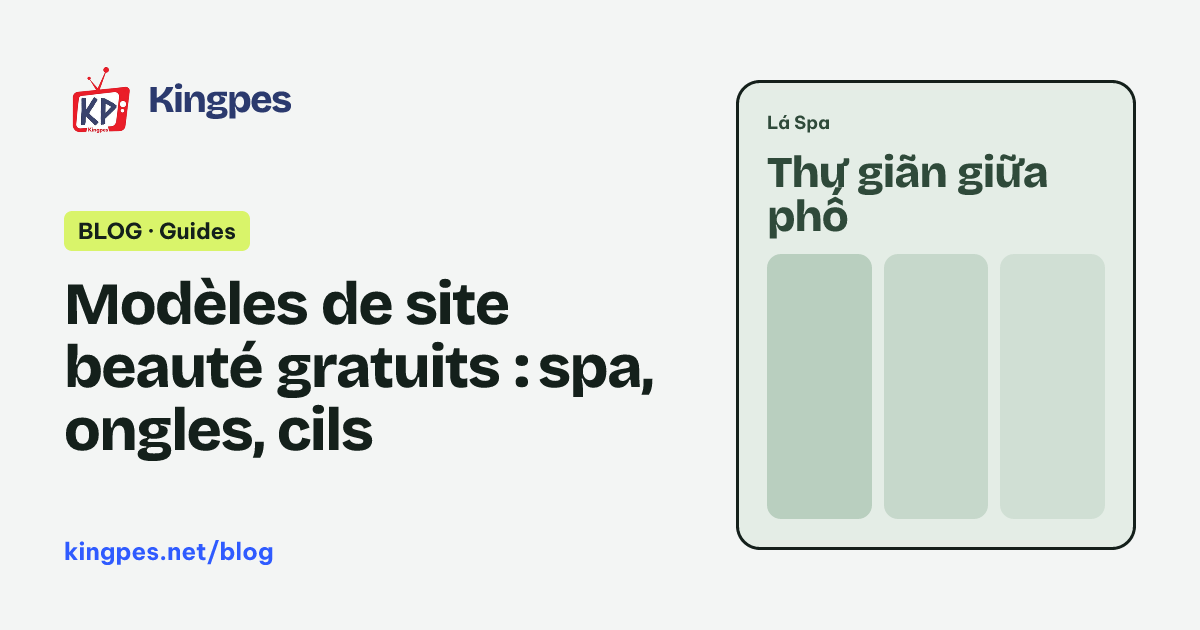 KP
Kingpes
Kingpes
BLOG · Guides
Modèles de site
beauté gratuits : spa,
ongles, cils
kingpes.net/blog
Lá Spa
Thư giãn giữa
phố